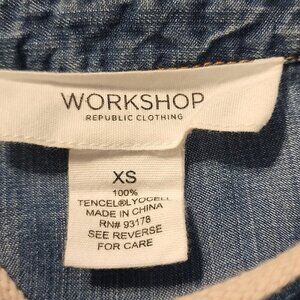 WORKSHOP
REPUBLIC CLOTHING
XS
100%
TENCEL®LYOCELL
MADE IN CHINA
RN# 93178
SEE REVERSE
FOR CARE